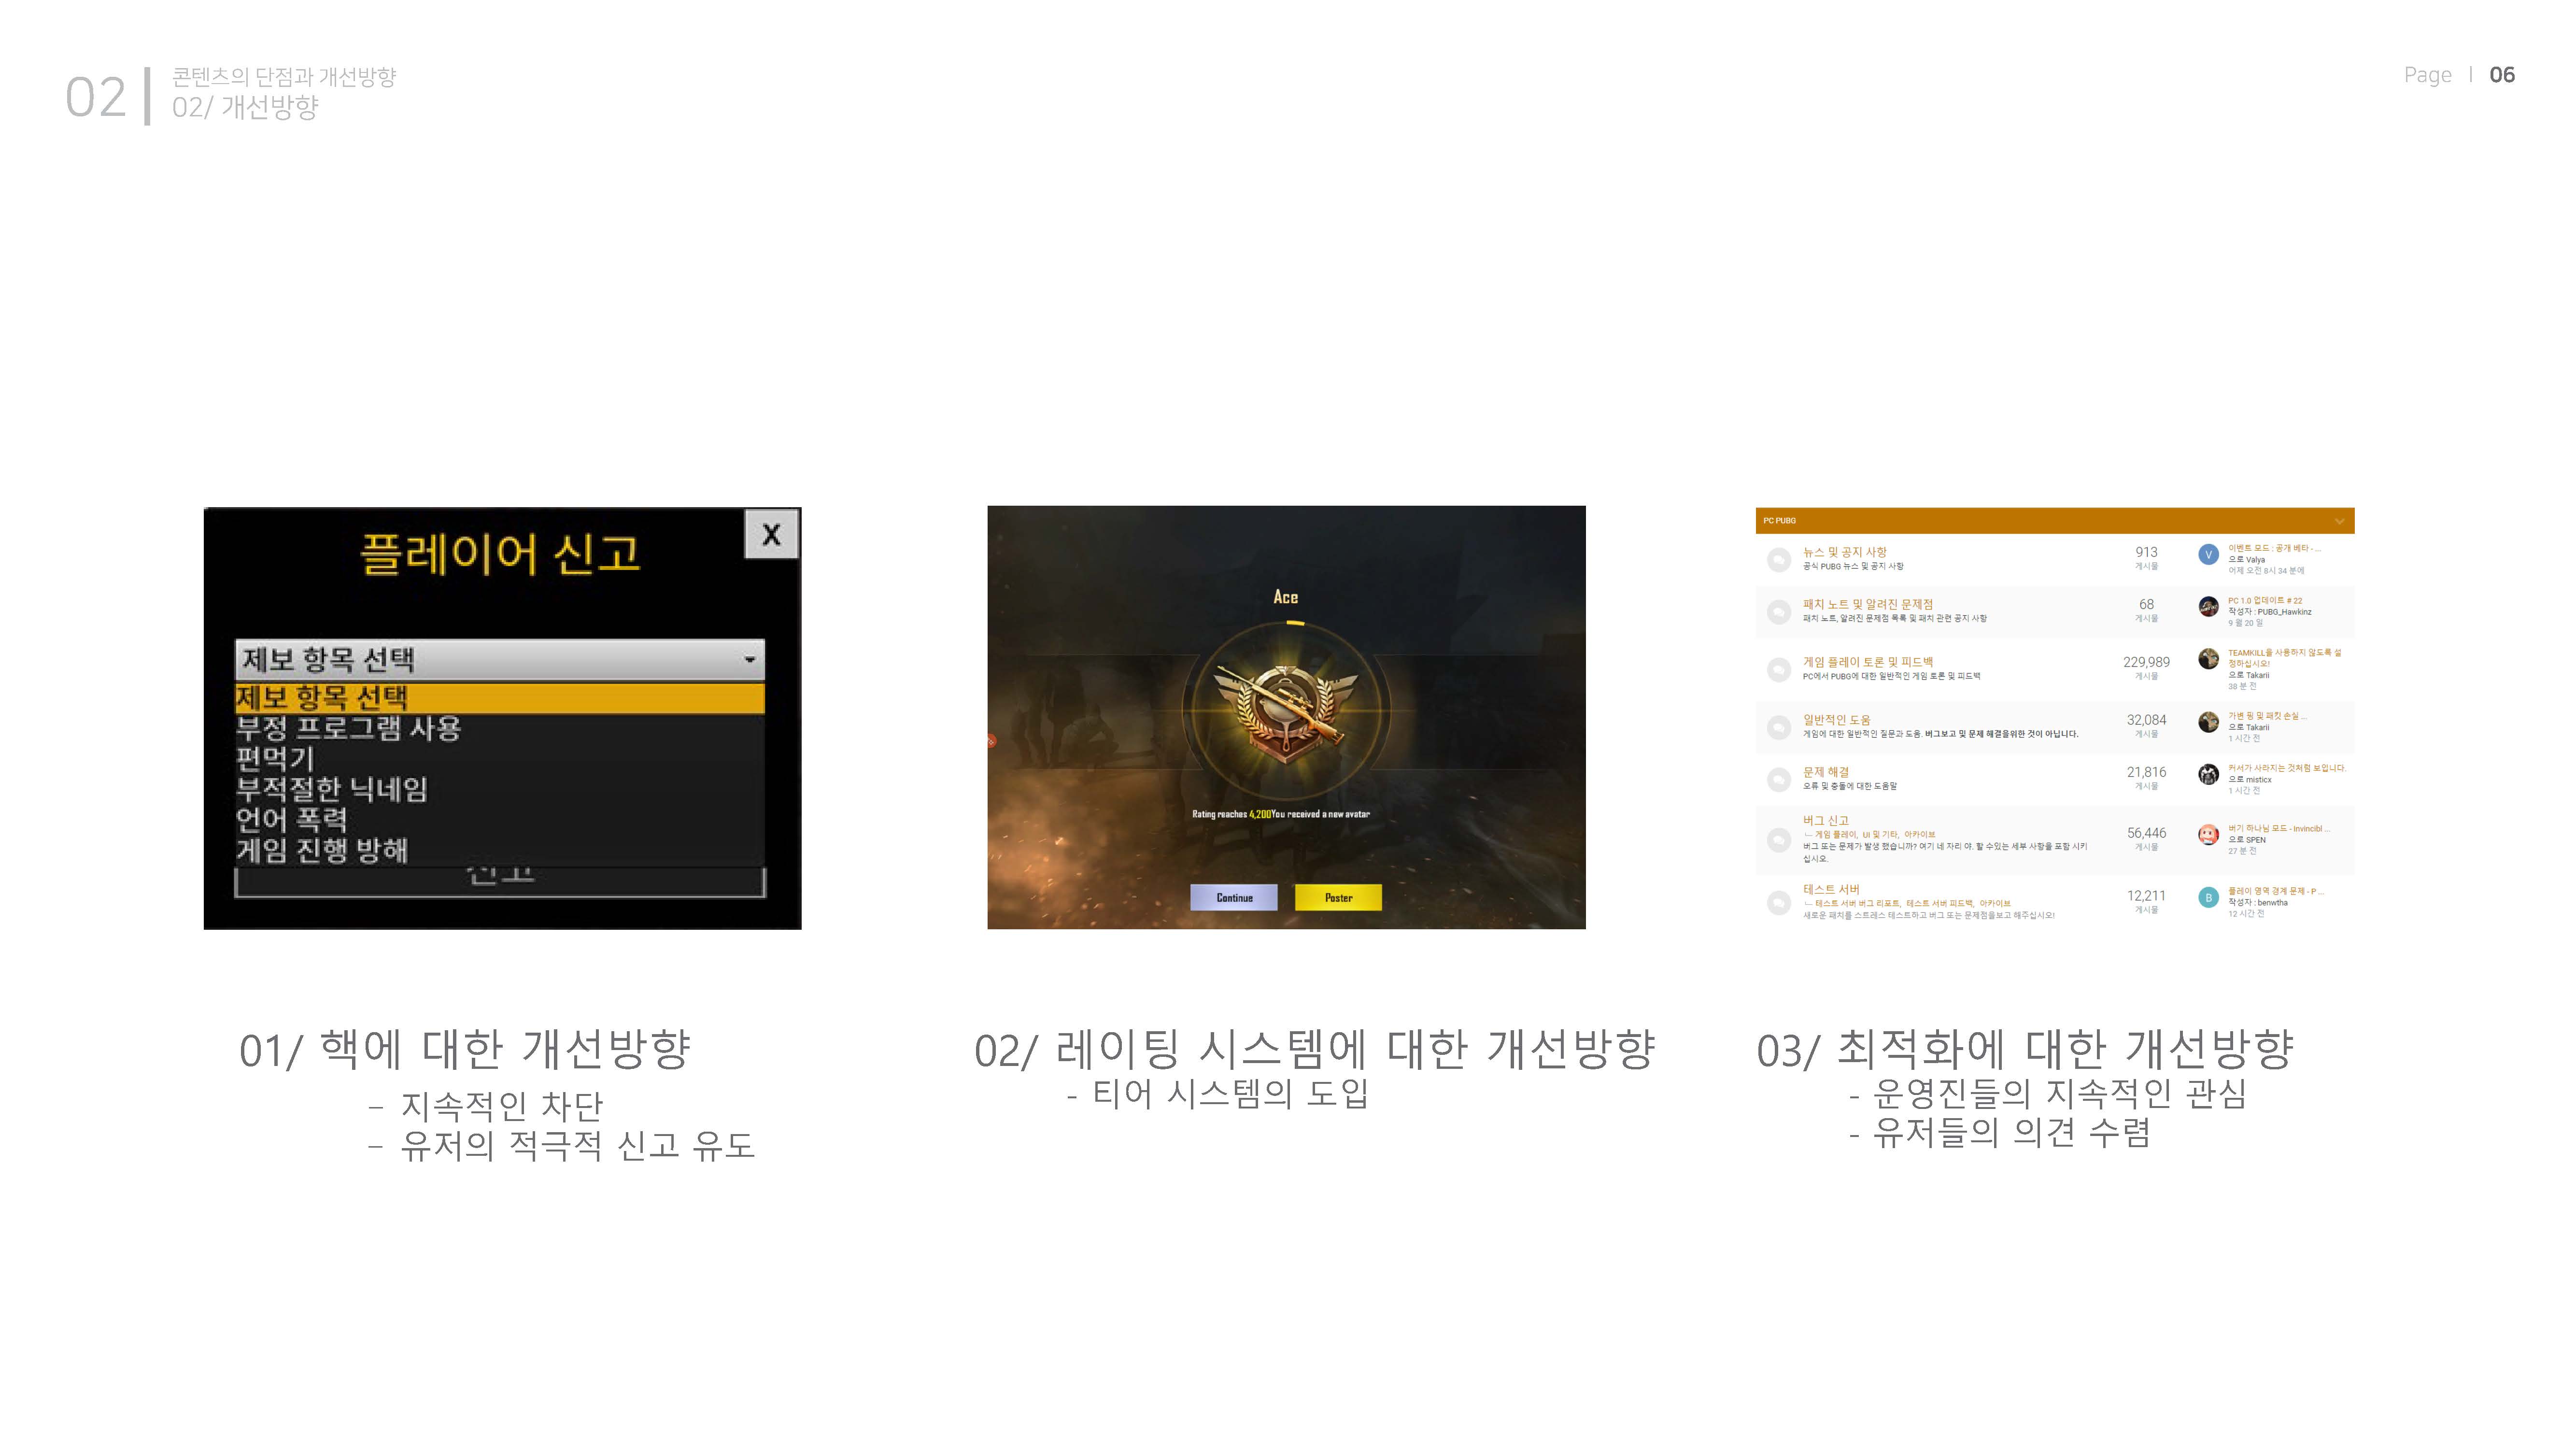 02
콘텐츠의 단점과 개선방향
02/ 개선방향
Page | 06
플레이어 신고
X
제보 항목 선택
제보 항목 선택
부정 프로그램 사용
편먹기
부적절한 닉네임
언어 폭력
게임 진행 방해
신고
Ace
Rating reaches 4,200You received a new avatar
Continue
Poster
PC PUBG
뉴스 및 공지 사항
공식 PUBG 뉴스 및 공지 사항
913
게시물
V
이벤트 모드 : 공개 베타 - ...
으로 Valya
어제 오전 8시 34 분에
패치 노트 및 알려진 문제점
패치 노트, 알려진 문제점 목록 및 패치 관련 공지 사항
68
게시물
PC 1.0 업데이트 # 22
작성자 : PUBG_Hawkinz
9 월 20 일
게임 플레이 토론 및 피드백
PC에서 PUBG에 대한 일반적인 게임 토론 및 피드백
229,989
게시물
TEAMKILL을 사용하지 않도록 설
정하십시오!
으로 Takarii
38 분 전
일반적인 도움
게임에 대한 일반적인 질문과 도움. 버그보고 및 문제 해결을위한 것이 아닙니다.
32,084
게시물
가변 핑 및 패킷 손실 ...
으로 Takarii
1 시간 전
문제 해결
오류 및 충돌에 대한 도움말
21,816
게시물
커서가 사라지는 것처럼 보입니다.
으로 misticx
1 시간 전
버그 신고
게임 플레이, UI 및 기타, 아카이브
버그 또는 문제가 발생 했습니까? 여기 네 자리 야. 할 수있는 세부 사항을 포함 시키
십시오.
56,446
게시물
버기 하나님 모드 - Invincibl ...
으로 SPEN
27 분 전
테스트 서버
테스트 서버 버그 리포트, 테스트 서버 피드백, 아카이브
새로운 패치를 스트레스 테스트하고 버그 또는 문제점을보고 해주십시오!
12,211
게시물
B
플레이 영역 경계 문제 - P ...
작성자 : benwtha
12 시간 전
01/ 핵에 대한 개선방향
- 지속적인 차단
- 유저의 적극적 신고 유도
02/ 레이팅 시스템에 대한 개선방향
- 티어 시스템의 도입
03/ 최적화에 대한 개선방향
- 운영진들의 지속적인 관심
- 유저들의 의견 수렴